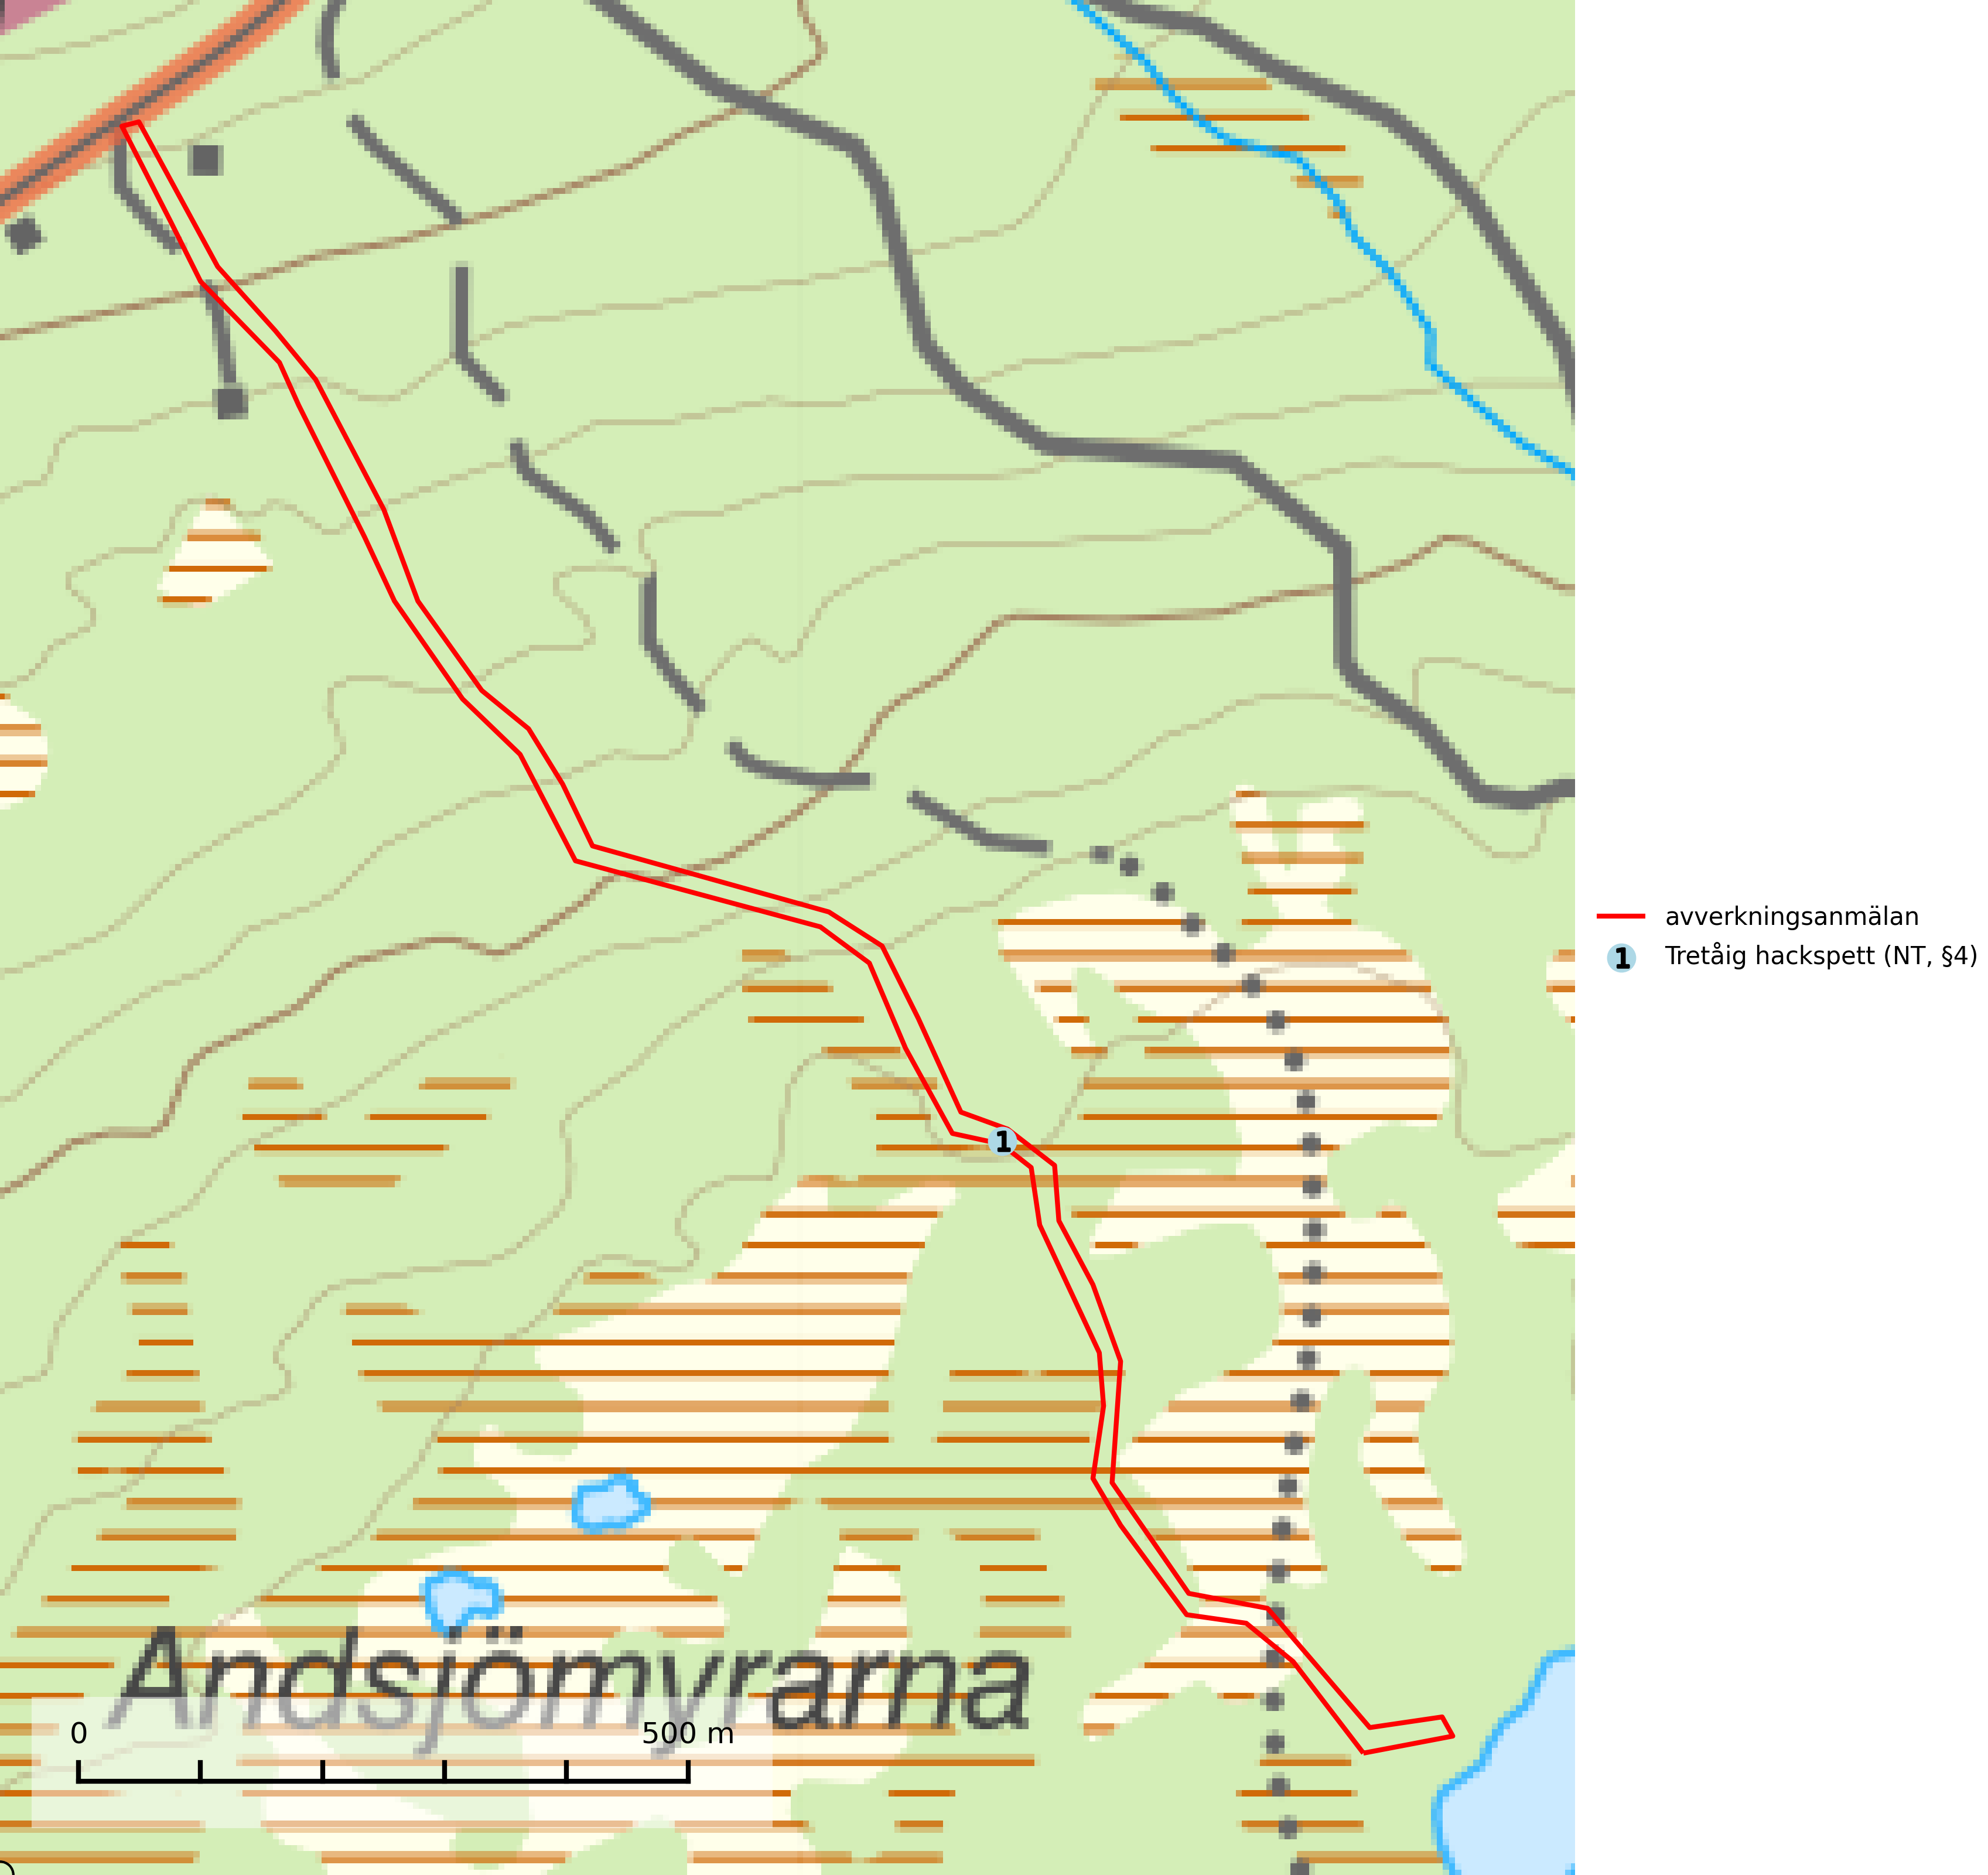 avverkningsanmälan
1 Tretåig hackspett (NT, §4)
1
Andsjömyrarna
0 500 m